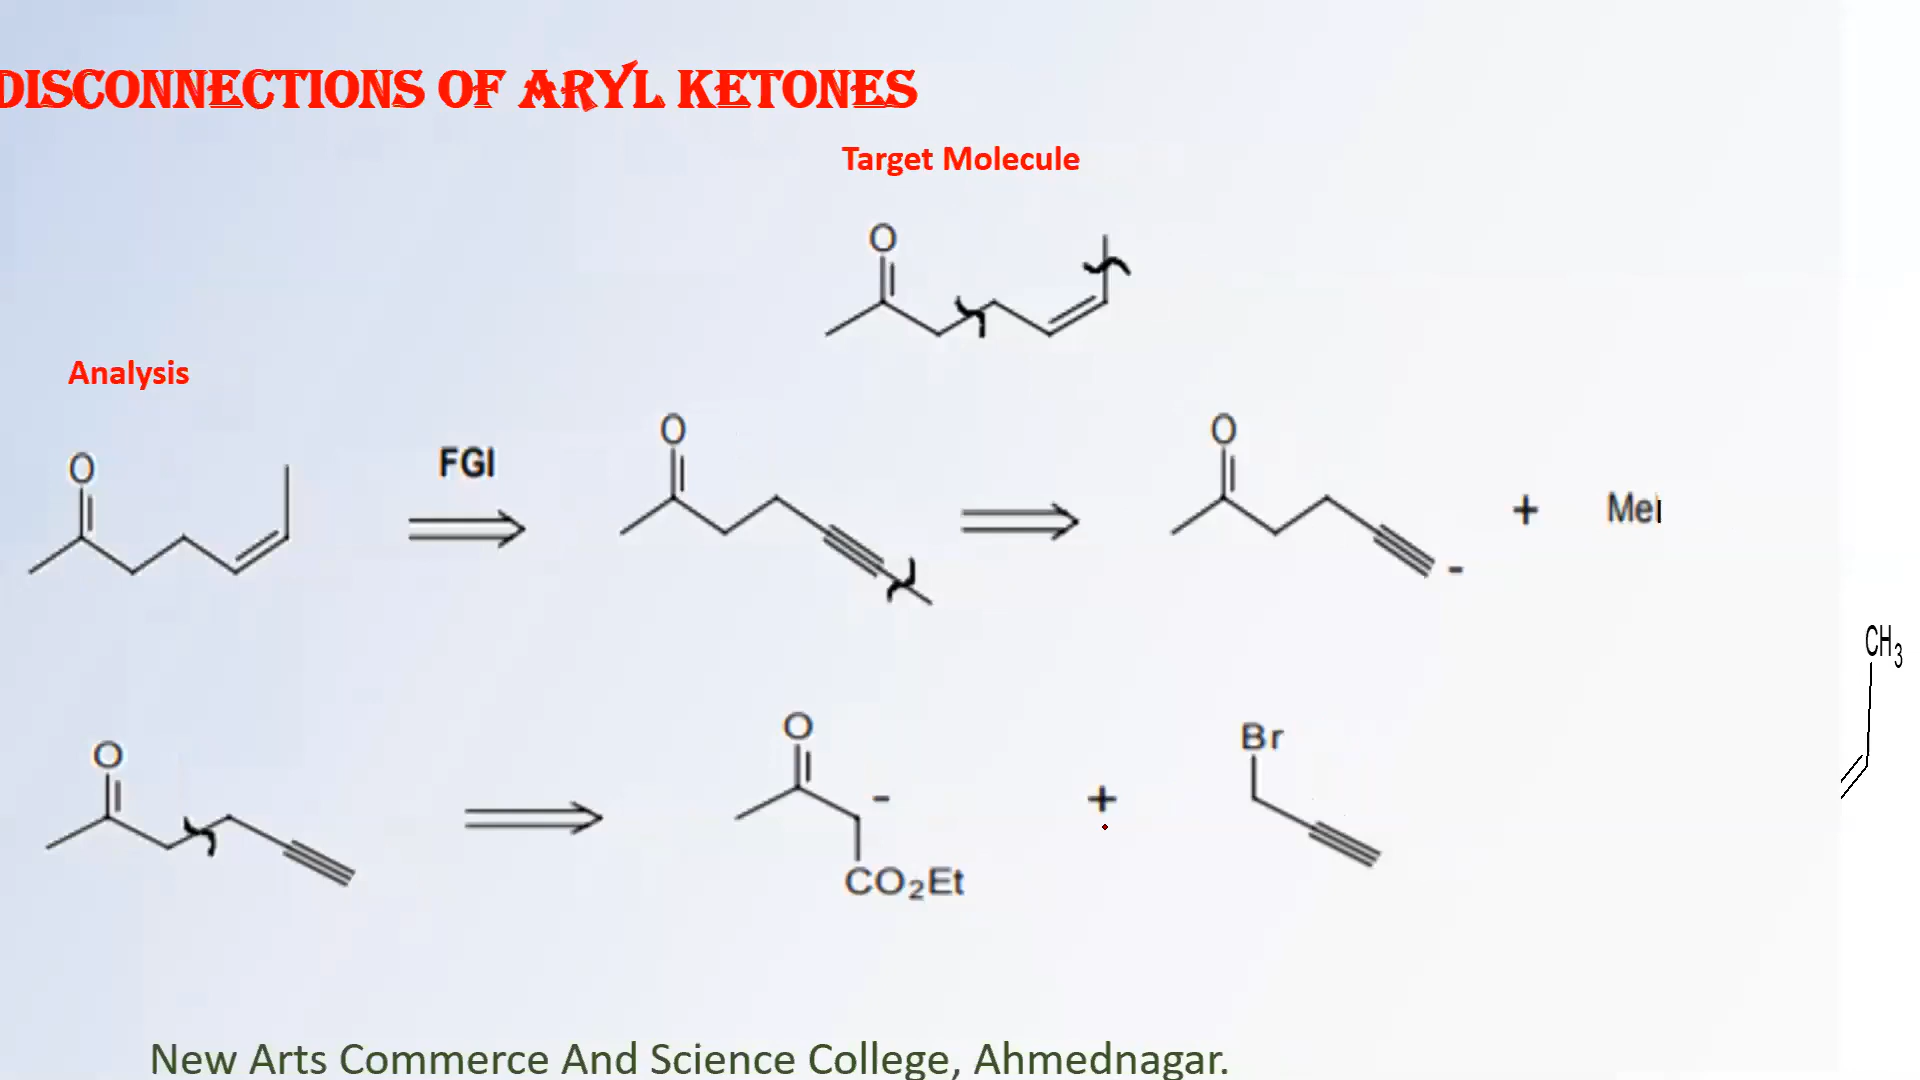 DISCONNECTIONS OF ARYL KETONES
Target Molecule
O
Analysis
O
FGI
O
O
-
+
MeI
CH3
O
O
-
CO2Et
+
Br
New Arts Commerce And Science College, Ahmednagar.